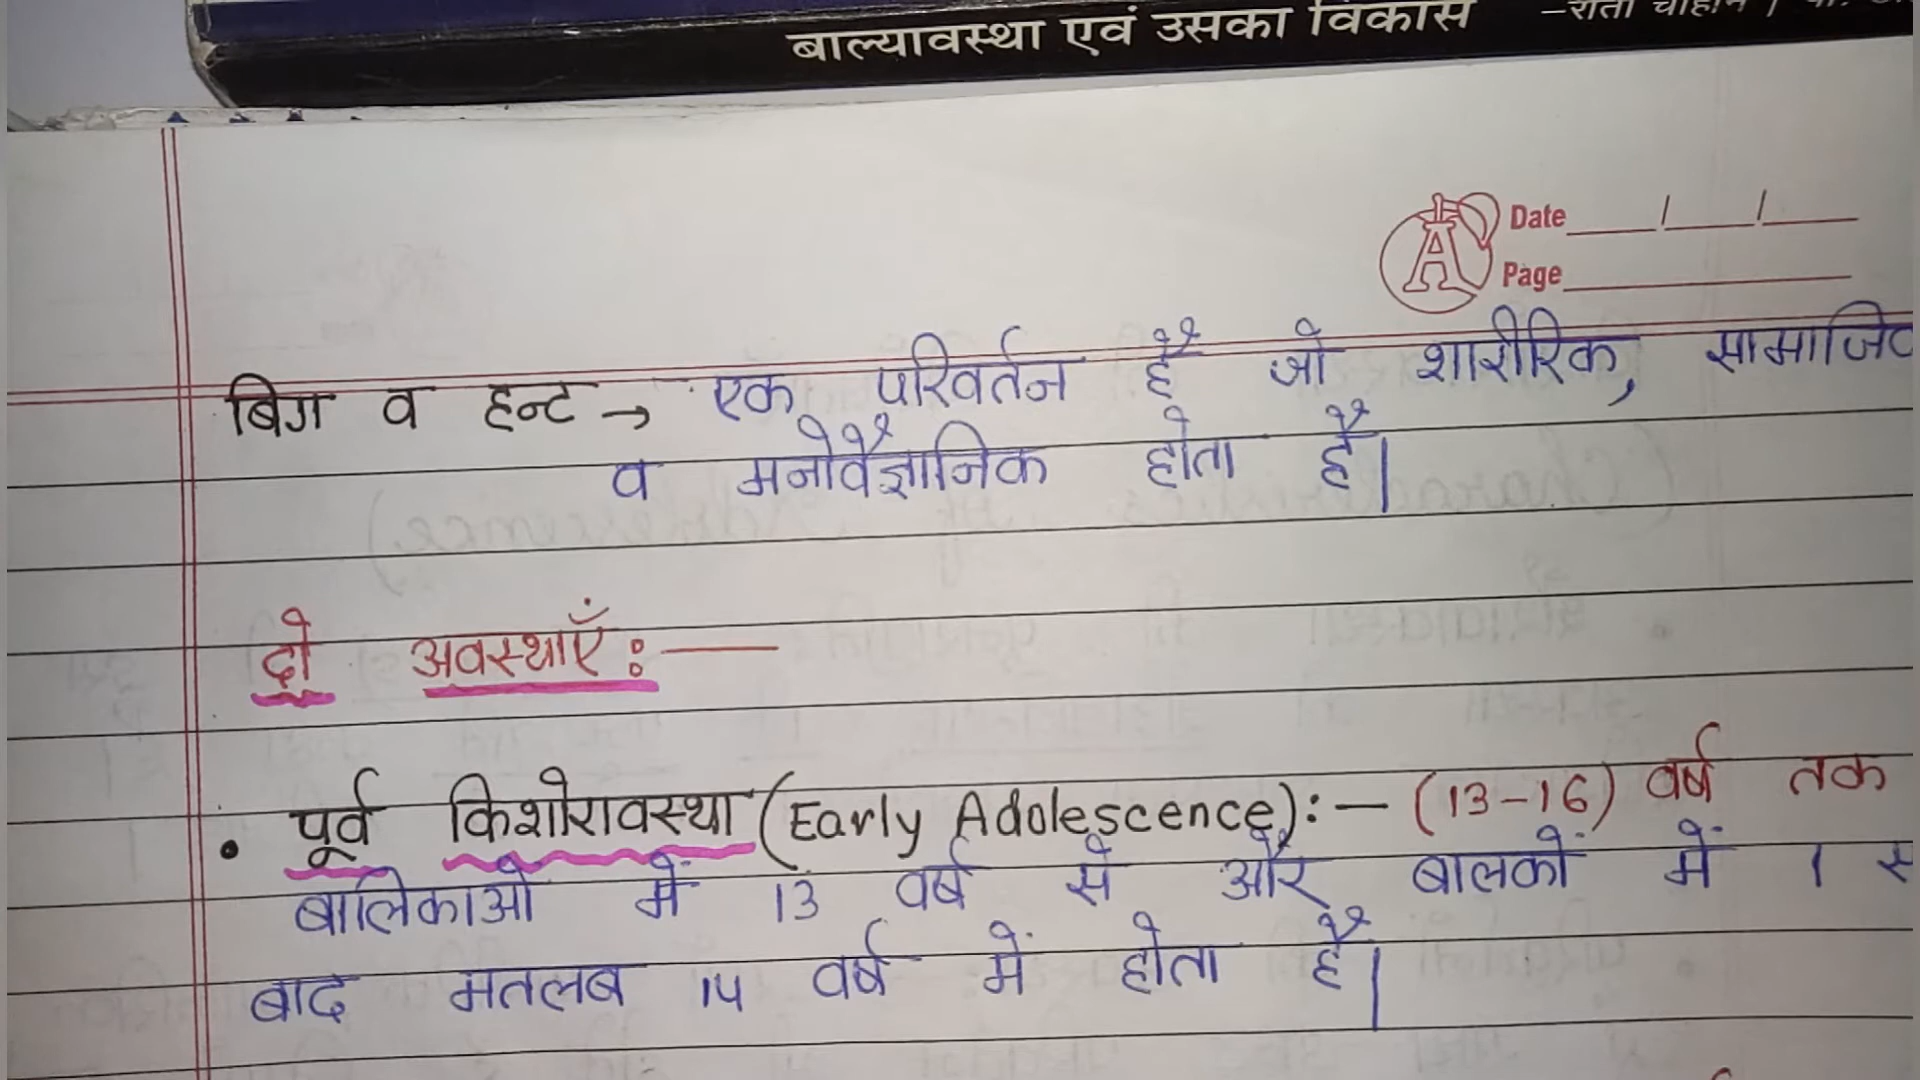 बाल्यावस्था एवं उसका विकास
Date / /
Page
बिग व हन्ट → एक परिवर्तन है जो शारीरिक,
व मनोवैज्ञानिक होता है।
दो अवस्थाएँ :—
• पूर्व किशोरावस्था (Early Adolescence):— (13-16) वर्ष तक
बालिकाओं में 13 वर्ष से और बालकों में 1
बाद मतलब 14 वर्ष में होता है।